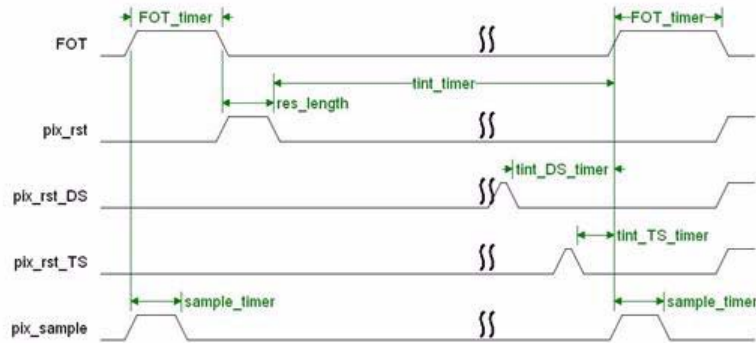 FOT_timer FOT_timer
FOT
tint_timer
res_length
pix_rst
tint_DS_timer
pix_rst_DS
tint_TS_timer
pix_rst_TS
sample_timer sample_timer
pix_sample